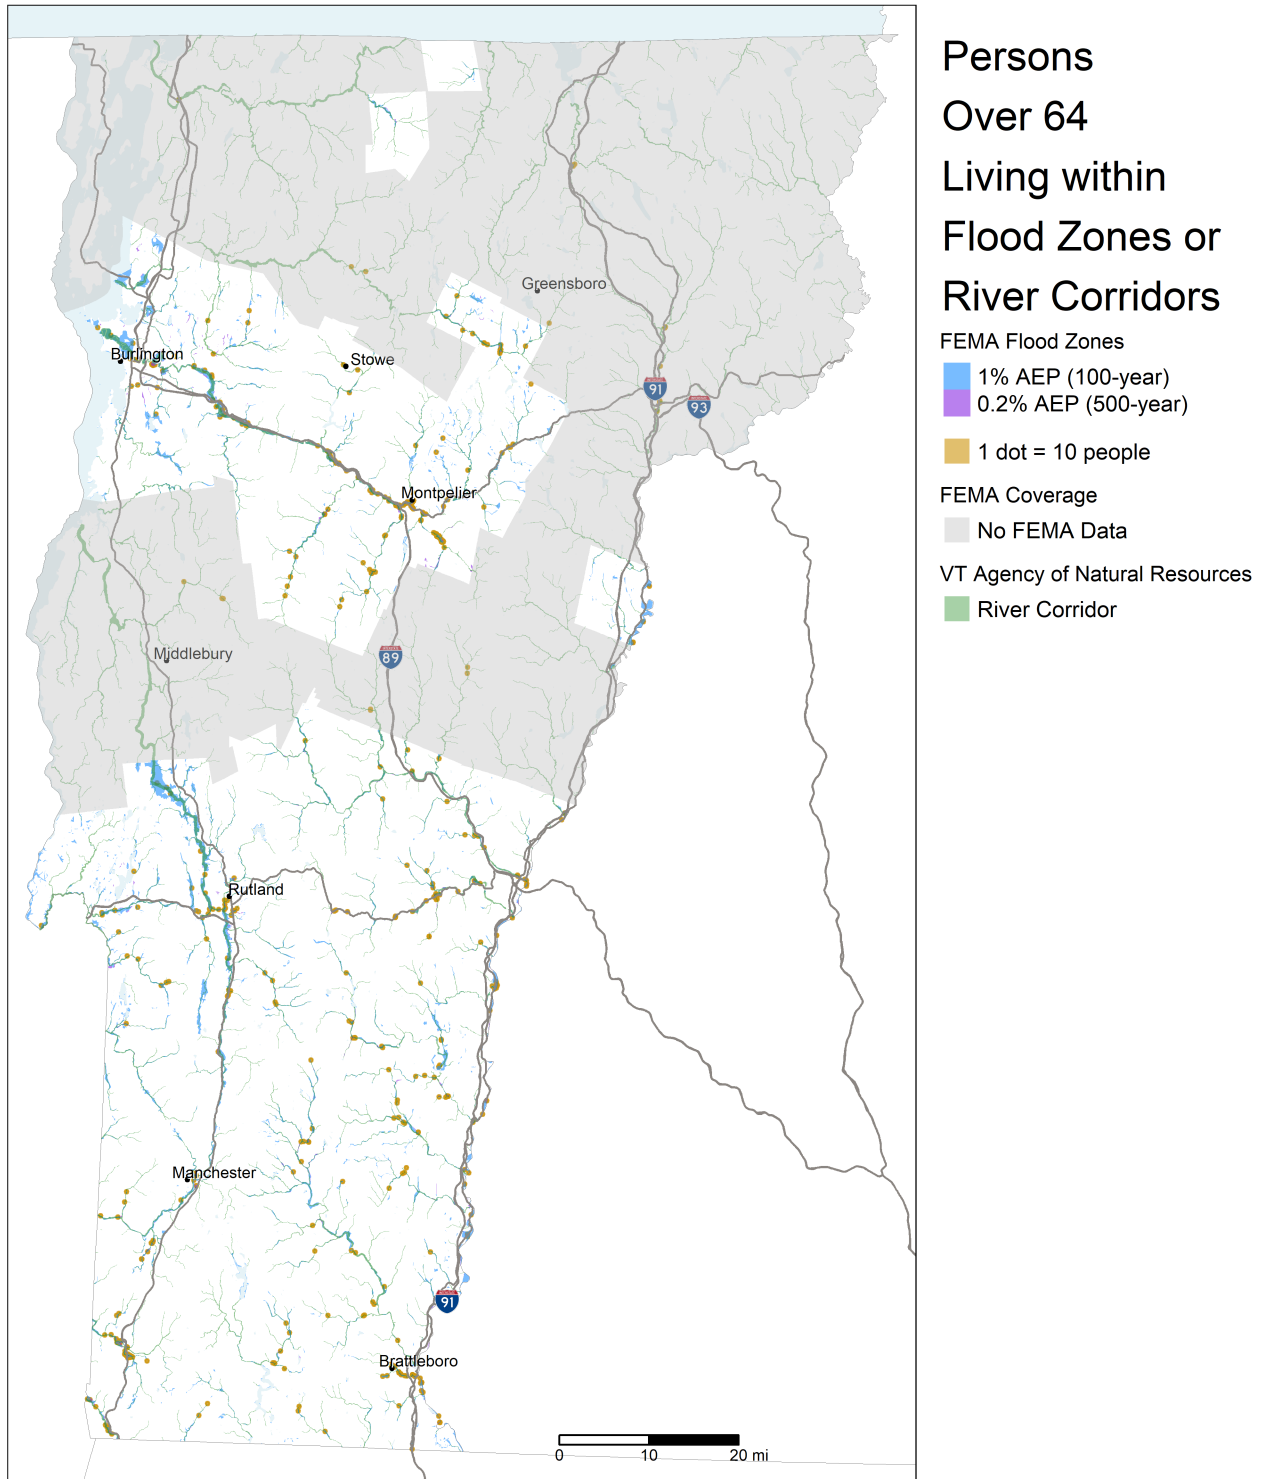 Persons
Over 64
Living within
Flood Zones or
River Corridors
FEMA Flood Zones
1% AEP (100-year)
0.2% AEP (500-year)
1 dot = 10 people
FEMA Coverage
No FEMA Data
VT Agency of Natural Resources
River Corridor
Greensboro
Burlington
Stowe
91
93
Montpelier
Middlebury
89
Rutland
Manchester
91
Brattleboro
0 10 20 mi